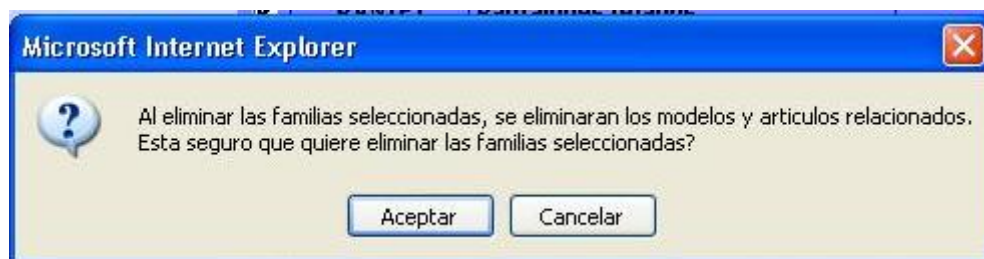 Microsoft Internet Explorer
Al eliminar las familias seleccionadas, se eliminaran los modelos y articulos relacionados.
Esta seguro que quiere eliminar las familias seleccionadas?
Aceptar
Cancelar